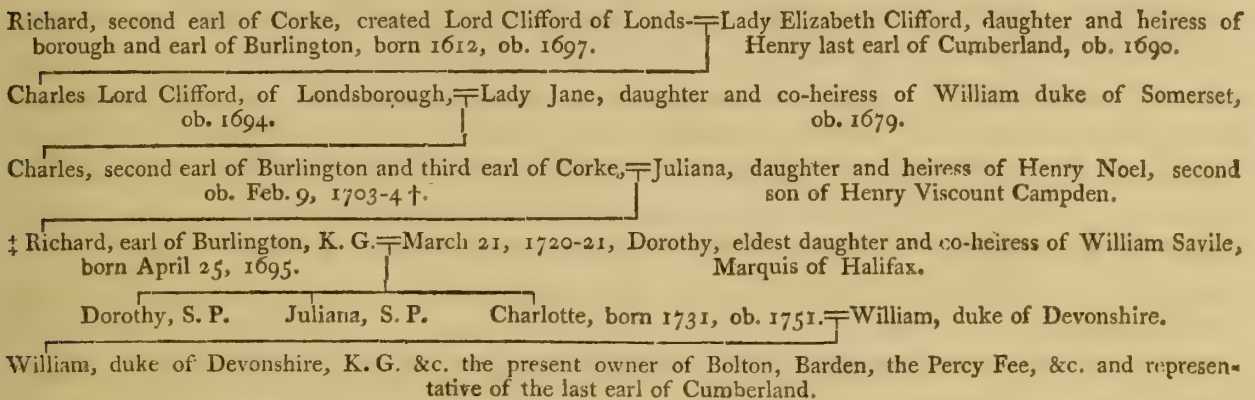 Richard, second earl of Corke, created Lord Clifford of Londs-╤Lady Elizabeth Clifford, daughter and heiress of
borough and earl of Burlington, born 1612, ob. 1697. Henry last earl of Cumberland, ob. 1690.
Charles Lord Clifford, of Londsborough,╤Lady Jane, daughter and co-heiress of William duke of Somerset,
ob. 1694. ob. 1679.
Charles, second earl of Burlington and third earl of Corke,╤Juliana, daughter and heiress of Henry Noel, second
ob. Feb. 9, 1703-4 †. son of Henry Viscount Campden.
‡ Richard, earl of Burlington, K. G.╤March 21, 1720-21, Dorothy, eldest daughter and co-heiress of William Savile,
born April 25, 1695. Marquis of Halifax.
Dorothy, S. P. Juliana, S. P. Charlotte, born 1731, ob. 1751.╤William, duke of Devonshire.
William, duke of Devonshire, K. G. &c. the present owner of Bolton, Barden, the Percy Fee, &c. and represen-
tative of the last earl of Cumberland.